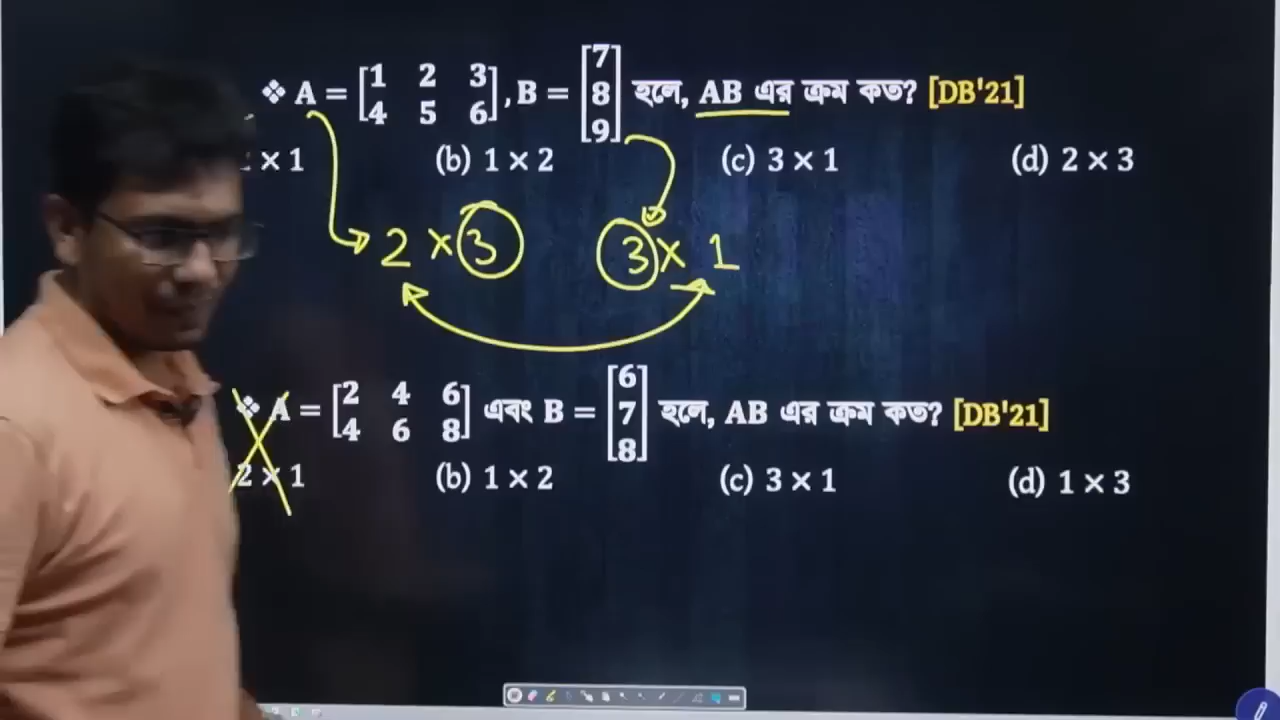 ❖ A = [1 2 3 4 5 6], B = [7 8 9] হলে, AB এর ক্রম কত? [DB'21]
× 1 (b) 1 × 2 (c) 3 × 1 (d) 2 × 3
2 × 3 3 × 1
❖ A = [2 4 6 4 6 8] এবং B = [6 7 8] হলে, AB এর ক্রম কত? [DB'21]
2 × 1 (b) 1 × 2 (c) 3 × 1 (d) 1 × 3